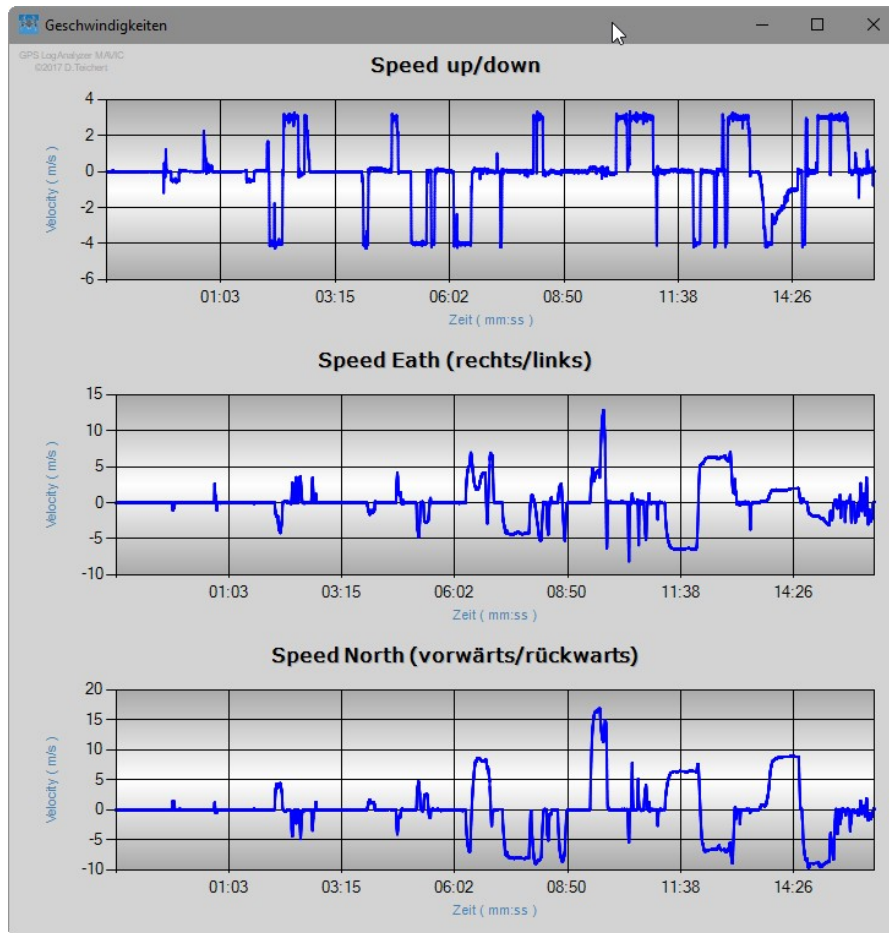 Geschwindigkeiten
GPS LogAnalyzer MAVIC
©2017 D.Teichert
Speed up/down
4
2
0
-2
-4
-6
Velocity ( m/s )
01:03 03:15 06:02 08:50 11:38 14:26
Zeit ( mm:ss )
Speed Eath (rechts/links)
15
10
5
0
-5
-10
Velocity ( m/s )
01:03 03:15 06:02 08:50 11:38 14:26
Zeit ( mm:ss )
Speed North (vorwärts/rückwarts)
20
15
10
5
0
-5
-10
Velocity ( m/s )
01:03 03:15 06:02 08:50 11:38 14:26
Zeit ( mm:ss )